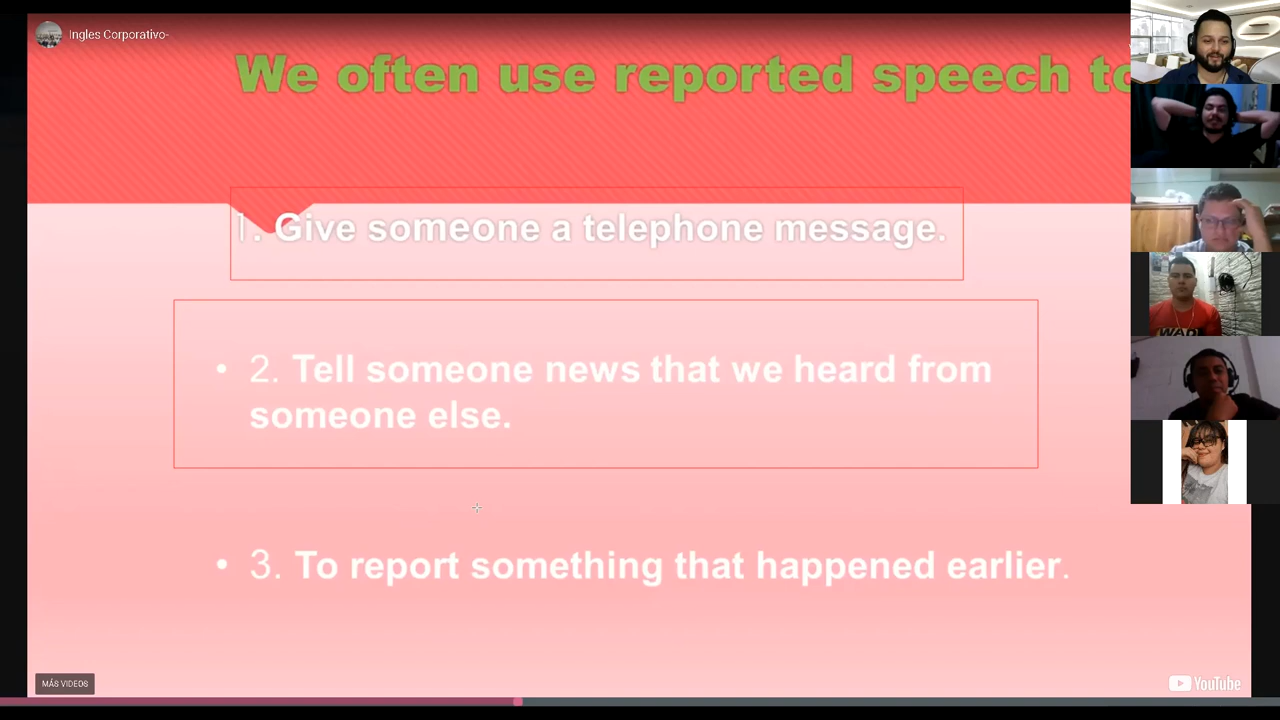 Ingles Corporativo-
We often use reported speech to
1. Give someone a telephone message.
• 2. Tell someone news that we heard from
someone else.
• 3. To report something that happened earlier.
WAD
MÁS VIDEOS
YouTube